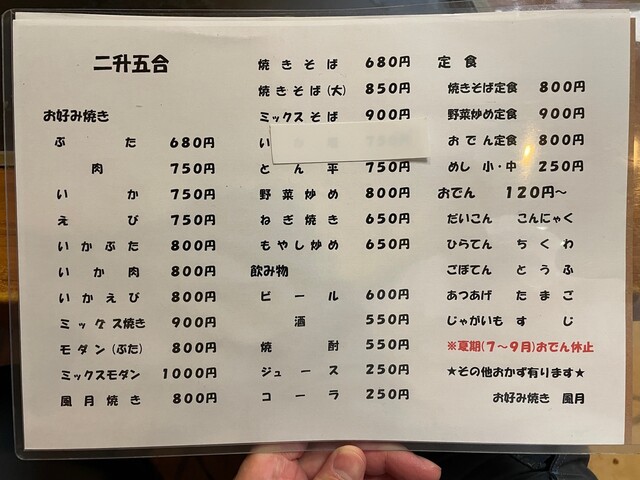 二升五合
お好み焼き
ぶた 680円
肉 750円
いか 750円
えび 750円
いかぶた 800円
いか肉 800円
いかえび 800円
ミックス焼き 900円
モダン(ぶた) 800円
ミックスモダン 1000円
風月焼き 800円
焼きそば 680円
焼きそば(大) 850円
ミックスそば 900円
とん平 750円
野菜炒め 800円
ねぎ焼き 650円
もやし炒め 650円
飲み物
ビール 600円
酒 550円
焼酎 550円
ジュース 250円
コーラ 250円
定食
焼きそば定食 800円
野菜炒め定食 900円
おでん定食 800円
めし 小・中 250円
おでん 120円〜
だいこん こんにゃく
ひらてん ちくわ
ごぼてん とうふ
あつあげ たまご
じゃがいも すじ
※夏期(7〜9月)おでん休止
★その他おかず有ります★
お好み焼き 風月